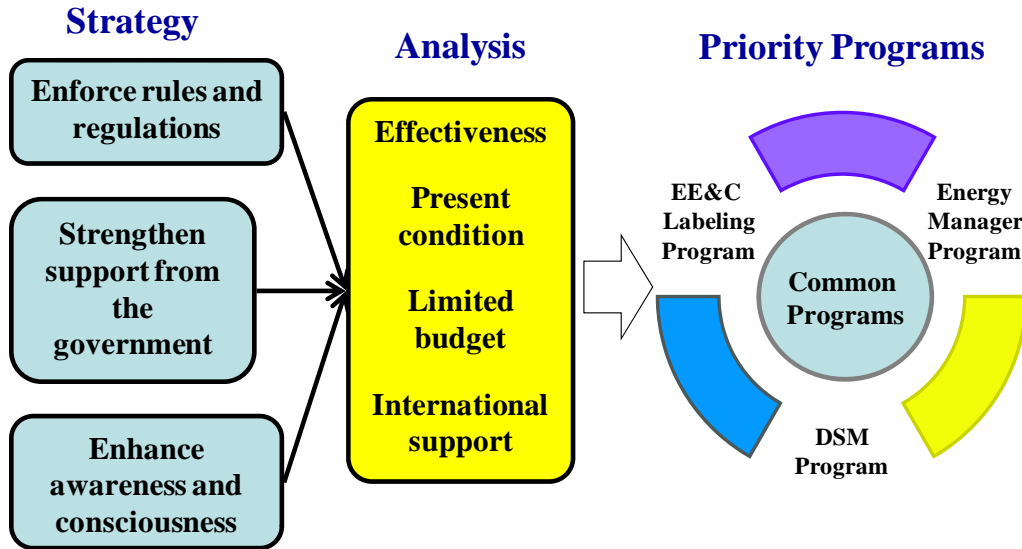 Strategy
Enforce rules and
regulations
Strengthen
support from
the
government
Enhance
awareness and
consciousness
Analysis
Effectiveness
Present
condition
Limited
budget
International
support
Priority Programs
EE&C
Labeling
Program
Energy
Manager
Program
Common
Programs
DSM
Program